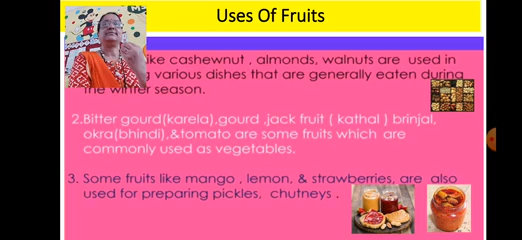 Uses Of Fruits
ike cashewnut , almonds, walnuts are used in
various dishes that are generally eaten during
the winter season.
2.Bitter gourd(karela).gourd ,jack fruit ( kathal ) brinjal,
okra(bhindi),&tomato are some fruits which are
commonly used as vegetables.
3. Some fruits like mango , lemon, & strawberries, are also
used for preparing pickles, chutneys .